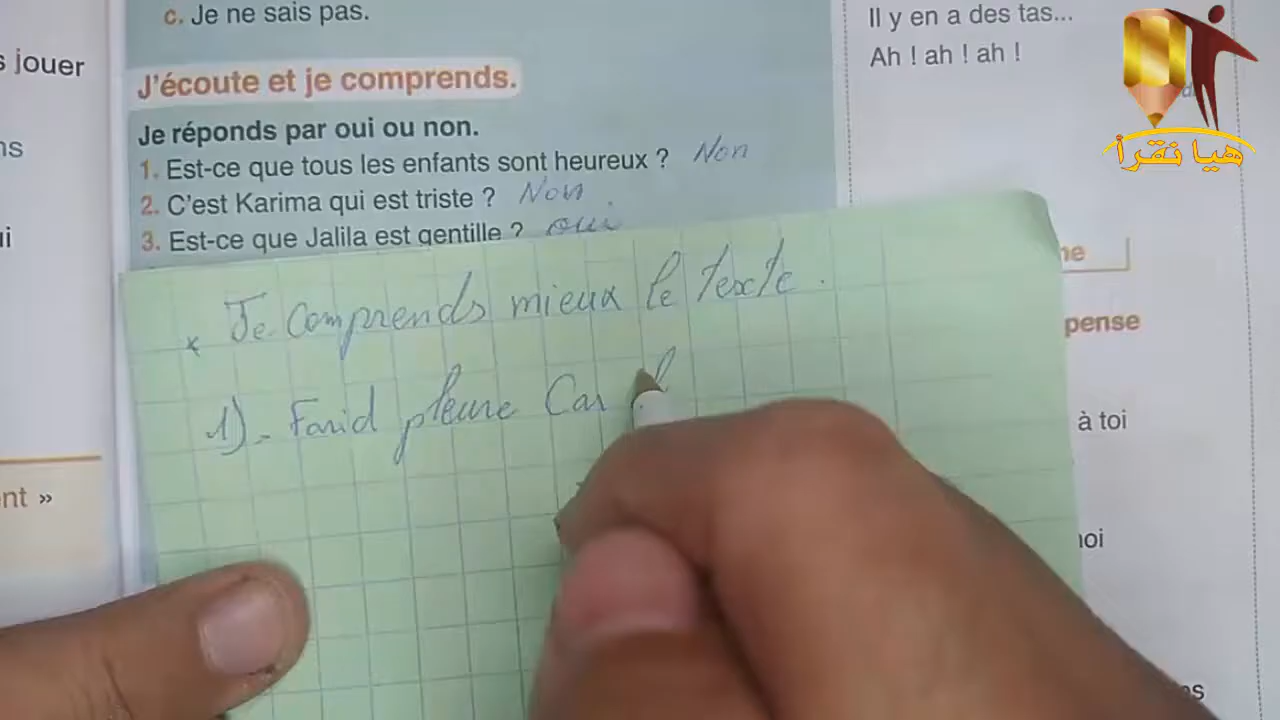 c. Je ne sais pas.
J'écoute et je comprends.
Je réponds par oui ou non.
1. Est-ce que tous les enfants sont heureux ? Non
2. C'est Karima qui est triste ? Non
3. Est-ce que Jalila est gentille ? oui
* Je comprends mieux le texte.
1)- Farid pleure Car
s jouer
ns
nt »
Il y en a des tas...
Ah ! ah ! ah !
هيا نقرأ
ne
pense
à toi
noi